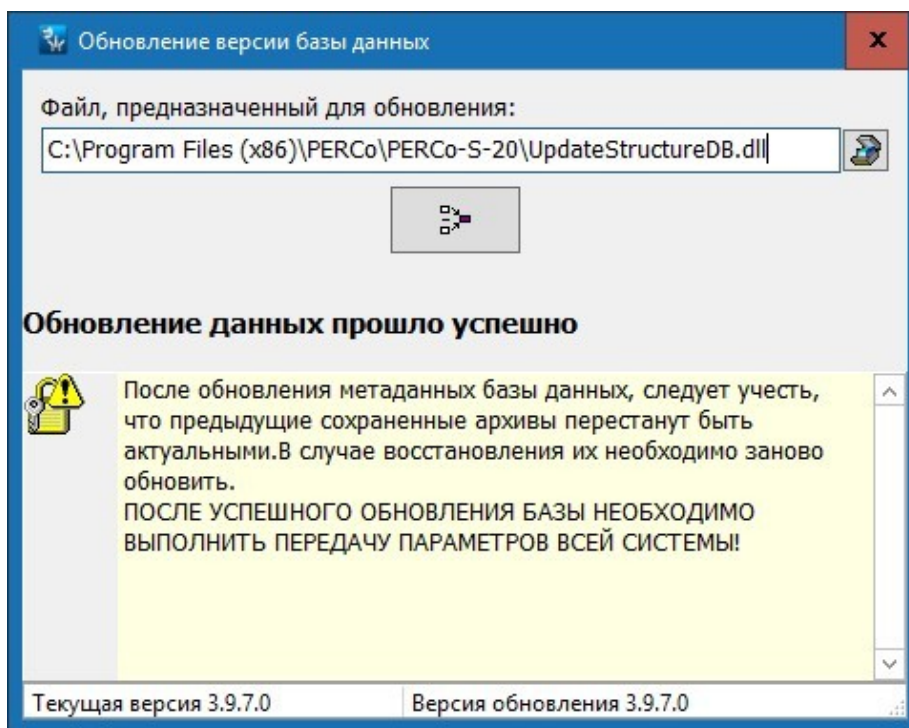 Обновление версии базы данных
Файл, предназначенный для обновления:
C:\Program Files (x86)\PERCo\PERCo-S-20\UpdateStructureDB.dll
Обновление данных прошло успешно
После обновления метаданных базы данных, следует учесть,
что предыдущие сохраненные архивы перестанут быть
актуальными.В случае восстановления их необходимо заново
обновить.
ПОСЛЕ УСПЕШНОГО ОБНОВЛЕНИЯ БАЗЫ НЕОБХОДИМО
ВЫПОЛНИТЬ ПЕРЕДАЧУ ПАРАМЕТРОВ ВСЕЙ СИСТЕМЫ!
Текущая версия 3.9.7.0 Версия обновления 3.9.7.0